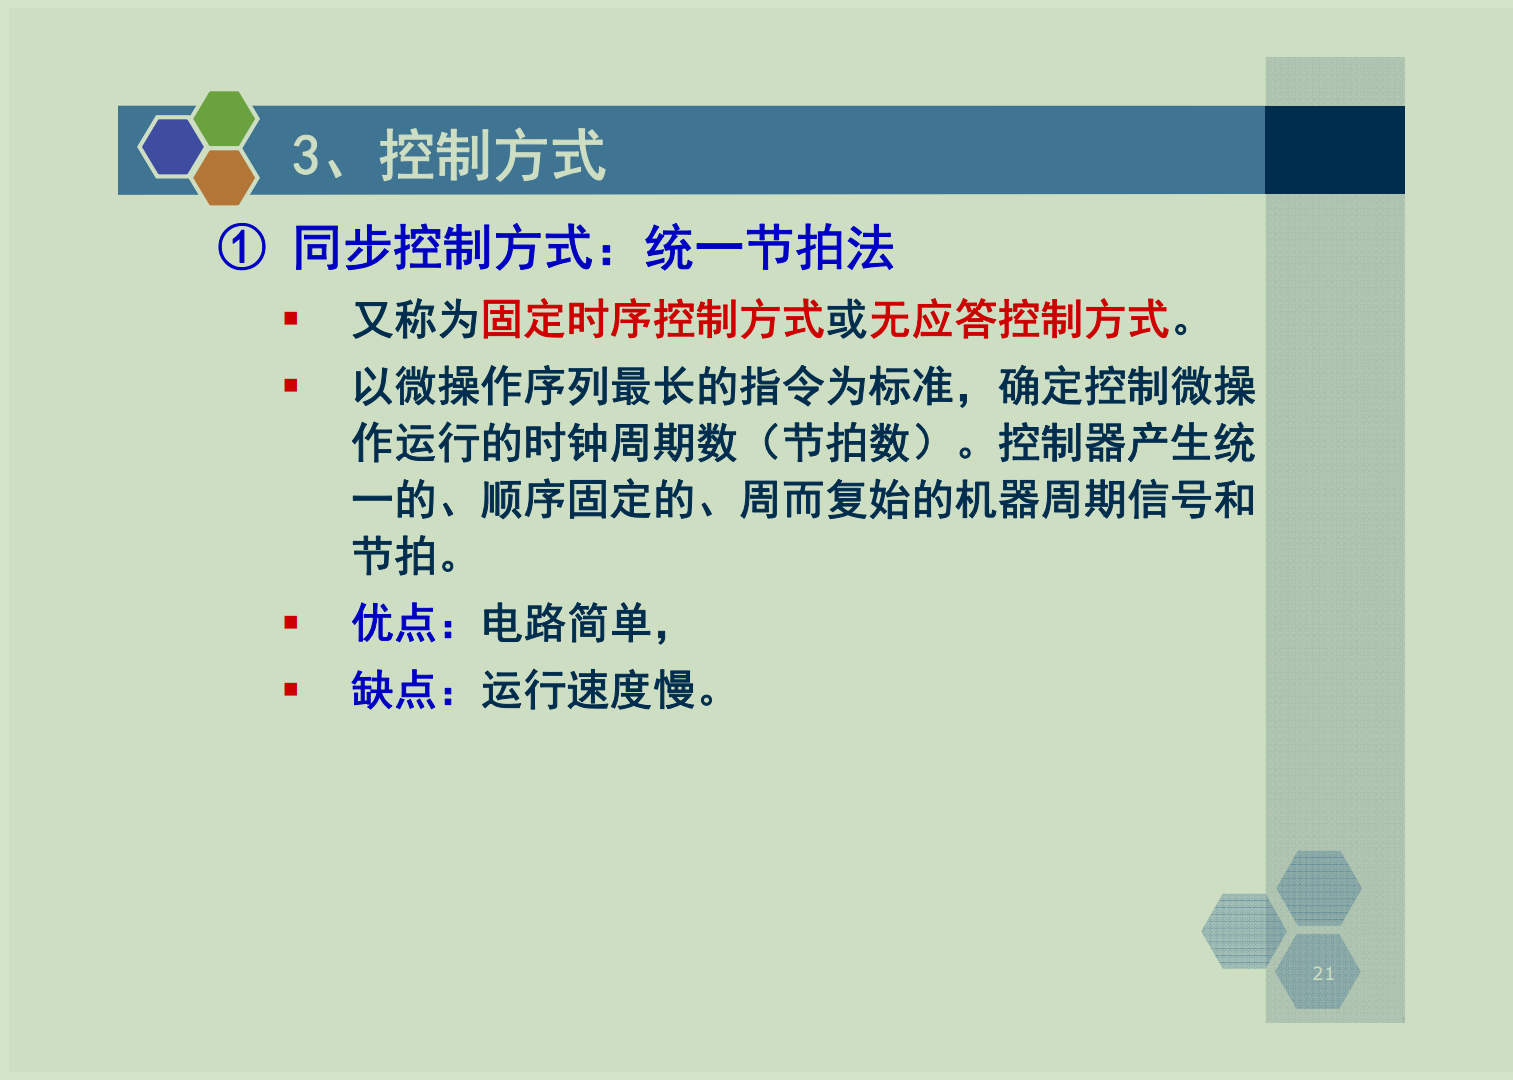 3、控制方式
① 同步控制方式：统一节拍法
▪ 又称为固定时序控制方式或无应答控制方式。
▪ 以微操作序列最长的指令为标准，确定控制微操
作运行的时钟周期数（节拍数）。控制器产生统
一的、顺序固定的、周而复始的机器周期信号和
节拍。
▪ 优点：电路简单，
▪ 缺点：运行速度慢。
21